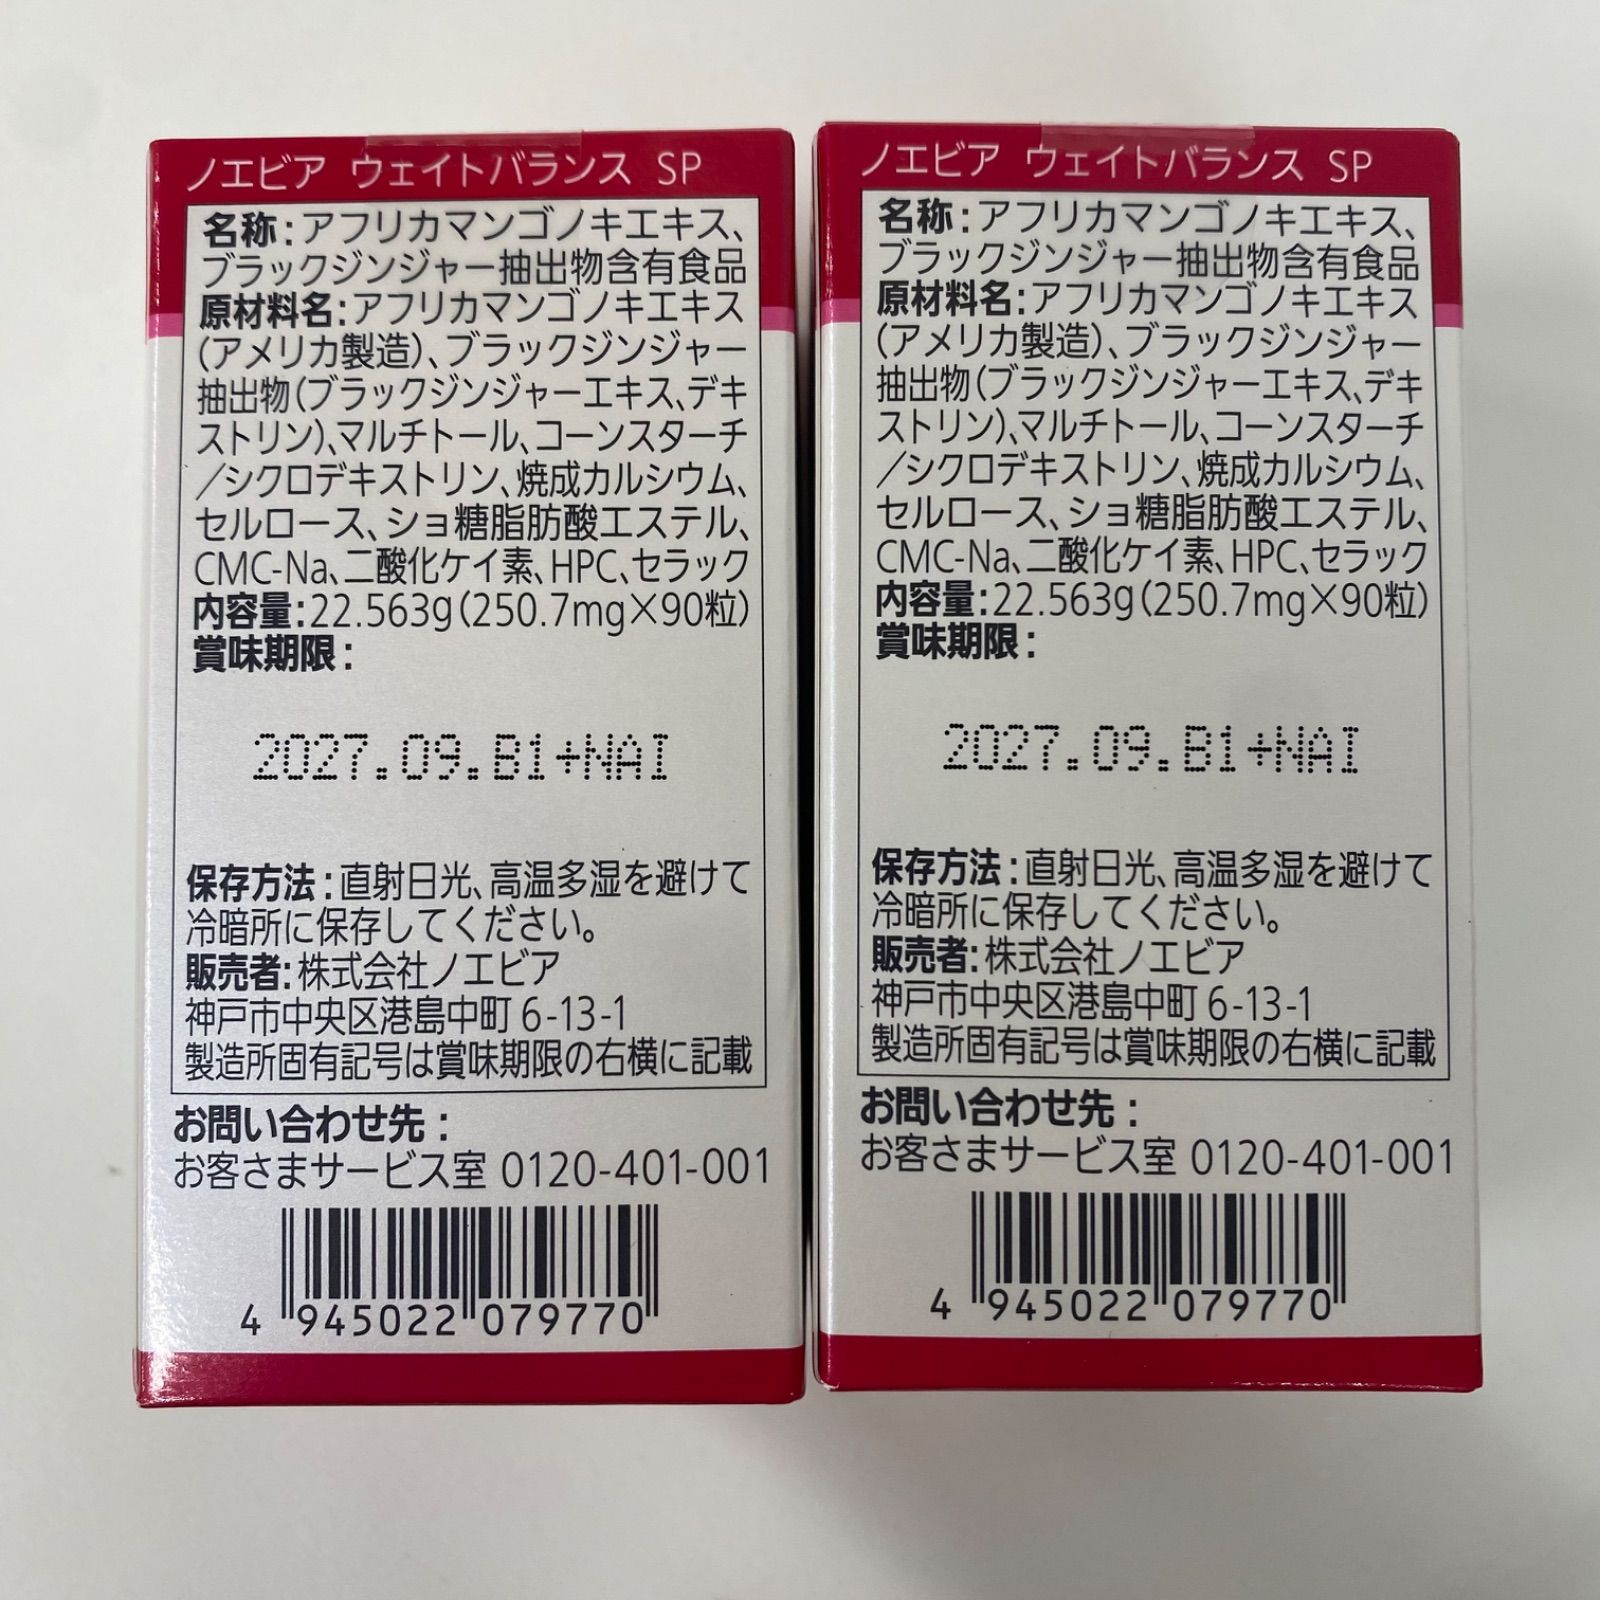 ノエビア ウェイトバランス SP
名称:アフリカマンゴノキエキス、
ブラックジンジャー抽出物含有食品
原材料名:アフリカマンゴノキエキス
(アメリカ製造)、ブラックジンジャー
抽出物(ブラックジンジャーエキス、デキ
ストリン)、マルチトール、コーンスターチ
/シクロデキストリン、焼成カルシウム、
セルロース、ショ糖脂肪酸エステル、
CMC-Na、二酸化ケイ素、HPC、セラック
内容量:22.563g(250.7mg×90粒)
賞味期限:
2027.09.B1+NAI
保存方法:直射日光、高温多湿を避けて
冷暗所に保存してください。
販売者:株式会社ノエビア
神戸市中央区港島中町 6-13-1
製造所固有記号は賞味期限の右横に記載
お問い合わせ先:
お客さまサービス室 0120-401-001
4 945022 079770
ノエビア ウェイトバランス SP
名称:アフリカマンゴノキエキス、
ブラックジンジャー抽出物含有食品
原材料名:アフリカマンゴノキエキス
(アメリカ製造)、ブラックジンジャー
抽出物(ブラックジンジャーエキス、デキ
ストリン)、マルチトール、コーンスターチ
/シクロデキストリン、焼成カルシウム、
セルロース、ショ糖脂肪酸エステル、
CMC-Na、二酸化ケイ素、HPC、セラック
内容量:22.563g(250.7mg×90粒)
賞味期限:
2027.09.B1+NAI
保存方法:直射日光、高温多湿を避けて
冷暗所に保存してください。
販売者:株式会社ノエビア
神戸市中央区港島中町 6-13-1
製造所固有記号は賞味期限の右横に記載
お問い合わせ先:
お客さまサービス室 0120-401-001
4 945022 079770